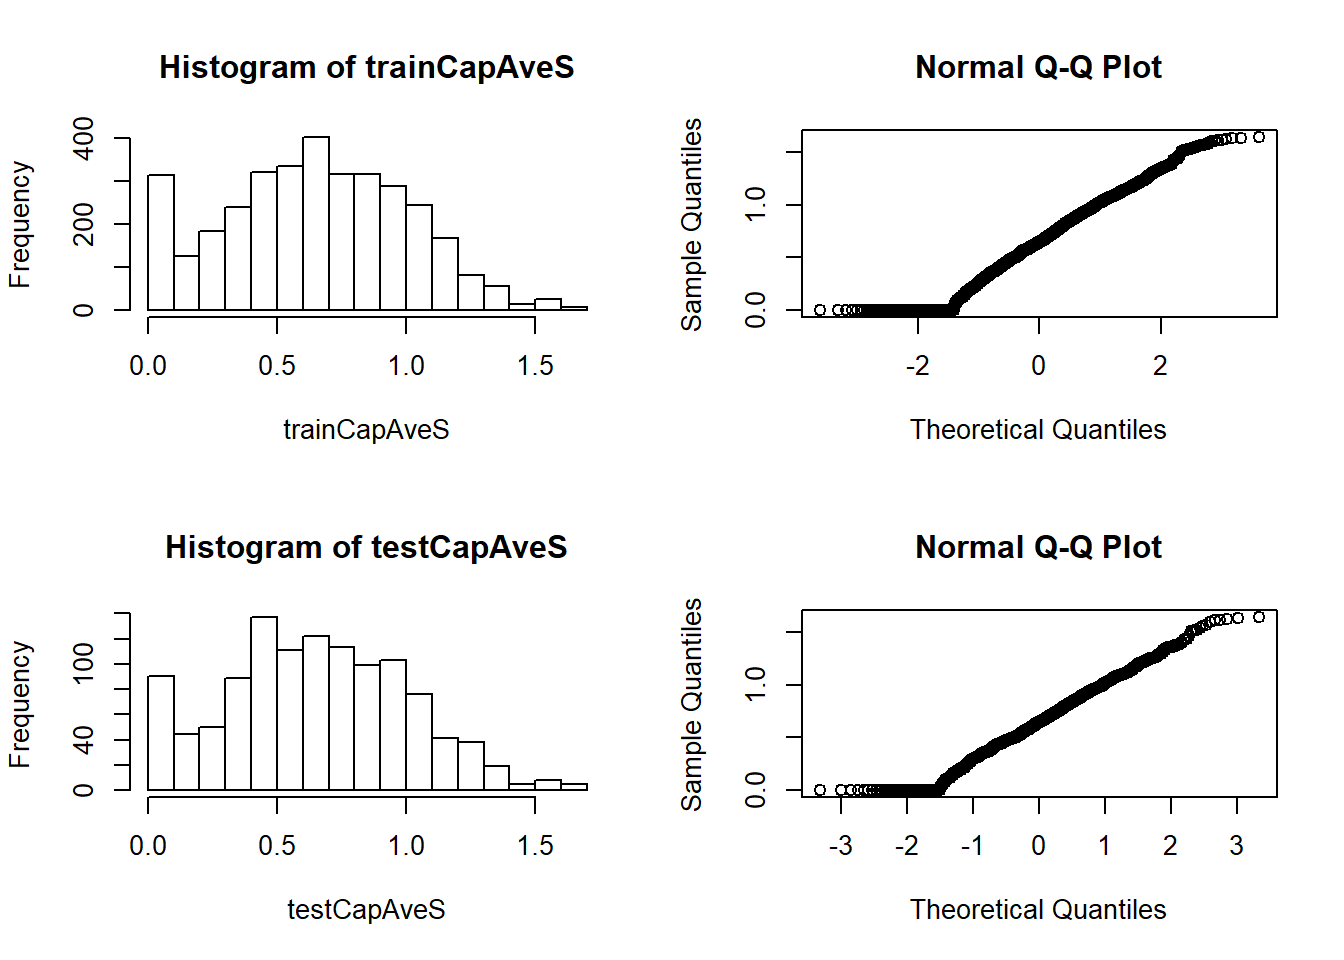 Histogram of trainCapAveS
Frequency
0 200 400
0.0 0.5 1.0 1.5
trainCapAveS
Normal Q-Q Plot
Sample Quantiles
0.0 1.0
-2 0 2
Theoretical Quantiles
Histogram of testCapAveS
Frequency
0 40 100
0.0 0.5 1.0 1.5
testCapAveS
Normal Q-Q Plot
Sample Quantiles
0.0 1.0
-3 -2 -1 0 1 2 3
Theoretical Quantiles